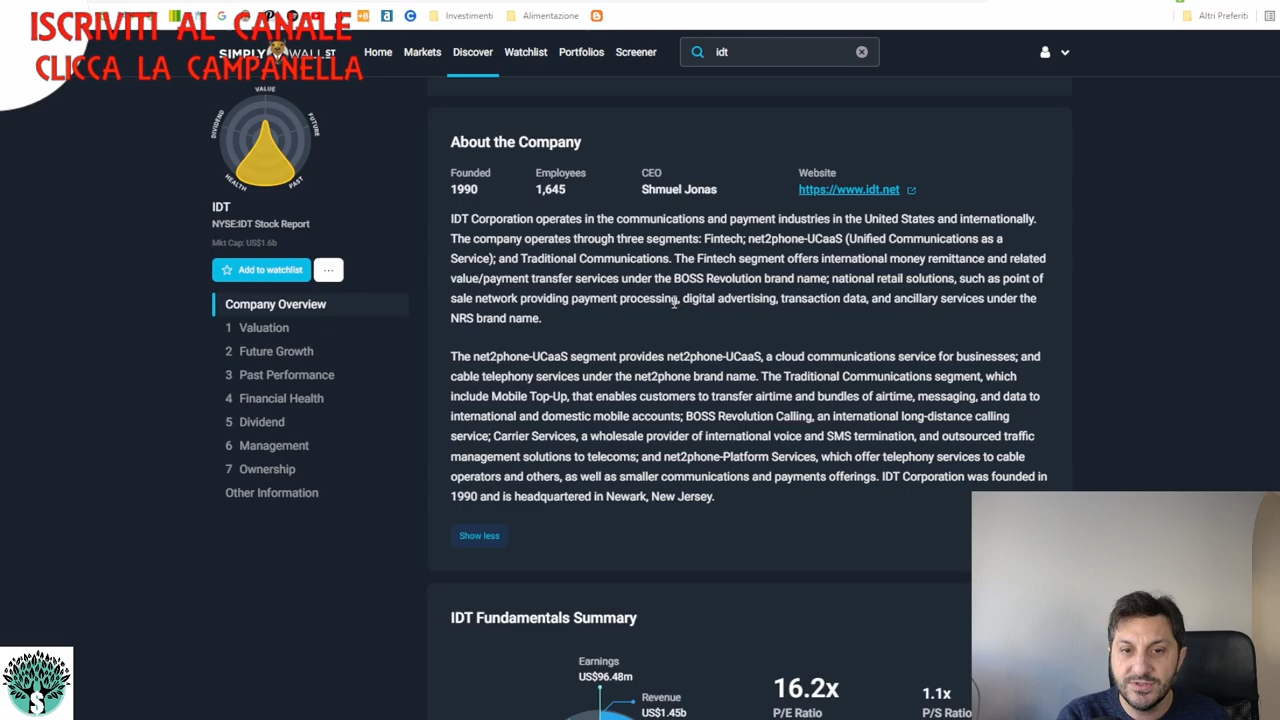 Investimenti
Alimentazione
Altri Preferiti
ISCRIVITI AL CANALE
CLICCA LA CAMPANELLA
SIMPLY WALL ST
Home
Markets
Discover
Watchlist
Portfolios
Screener
idt
VALUE
FUTURE
PAST
HEALTH
DIVIDEND
IDT
NYSE:IDT Stock Report
Mkt Cap: US$1.6b
Add to watchlist
...
Company Overview
1 Valuation
2 Future Growth
3 Past Performance
4 Financial Health
5 Dividend
6 Management
7 Ownership
Other Information
About the Company
Founded
1990
Employees
1,645
CEO
Shmuel Jonas
Website
https://www.idt.net
IDT Corporation operates in the communications and payment industries in the United States and internationally.
The company operates through three segments: Fintech; net2phone-UCaaS (Unified Communications as a
Service); and Traditional Communications. The Fintech segment offers international money remittance and related
value/payment transfer services under the BOSS Revolution brand name; national retail solutions, such as point of
sale network providing payment processing, digital advertising, transaction data, and ancillary services under the
NRS brand name.
The net2phone-UCaaS segment provides net2phone-UCaaS, a cloud communications service for businesses; and
cable telephony services under the net2phone brand name. The Traditional Communications segment, which
include Mobile Top-Up, that enables customers to transfer airtime and bundles of airtime, messaging, and data to
international and domestic mobile accounts; BOSS Revolution Calling, an international long-distance calling
service; Carrier Services, a wholesale provider of international voice and SMS termination, and outsourced traffic
management solutions to telecoms; and net2phone-Platform Services, which offer telephony services to cable
operators and others, as well as smaller communications and payments offerings. IDT Corporation was founded in
1990 and is headquartered in Newark, New Jersey.
Show less
IDT Fundamentals Summary
Earnings
US$96.48m
Revenue
US$1.45b
16.2x
P/E Ratio
1.1x
P/S Ratio